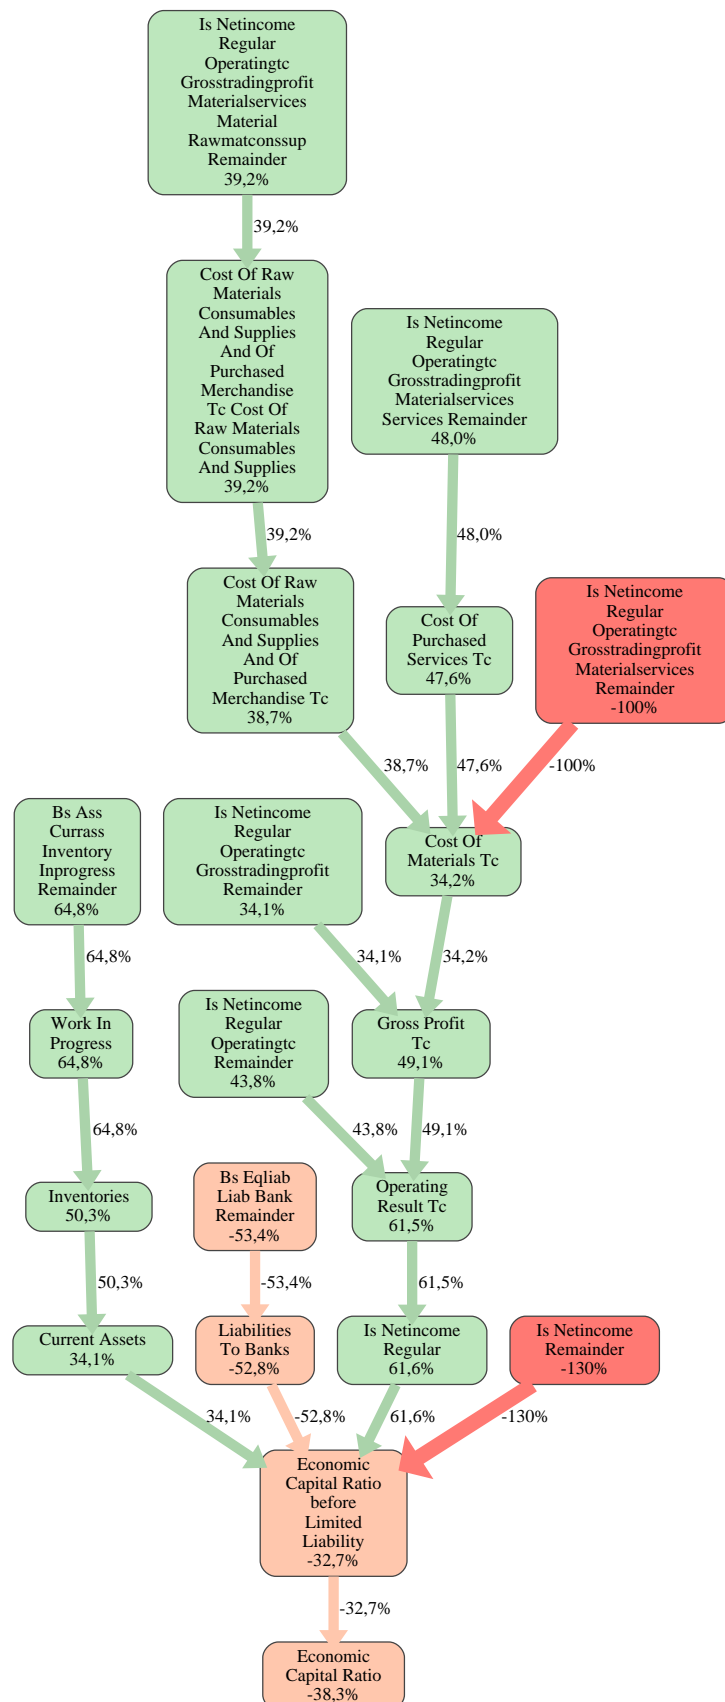 Is Netincome
Regular
Operatingtc
Grosstradingprofit
Materialservices
Material
Rawmatconssup
Remainder
39,2%
39,2%
Cost Of Raw
Materials
Consumables
And Supplies
And Of
Purchased
Merchandise
Tc Cost Of
Raw Materials
Consumables
And Supplies
39,2%
Is Netincome
Regular
Operatingtc
Grosstradingprofit
Materialservices
Services Remainder
48,0%
39,2%
48,0%
Cost Of Raw
Materials
Consumables
And Supplies
And Of
Purchased
Merchandise Tc
38,7%
Cost Of
Purchased
Services Tc
47,6%
Is Netincome
Regular
Operatingtc
Grosstradingprofit
Materialservices
Remainder
-100%
38,7%
47,6%
-100%
Bs Ass
Currass
Inventory
Inprogress
Remainder
64,8%
Is Netincome
Regular
Operatingtc
Grosstradingprofit
Remainder
34,1%
Cost Of
Materials Tc
34,2%
64,8%
34,1%
34,2%
Work In
Progress
64,8%
Is Netincome
Regular
Operatingtc
Remainder
43,8%
Gross Profit
Tc
49,1%
64,8%
43,8%
49,1%
Inventories
50,3%
Bs Eqliab
Liab Bank
Remainder
-53,4%
Operating
Result Tc
61,5%
50,3%
-53,4%
61,5%
Current Assets
34,1%
Liabilities
To Banks
-52,8%
Is Netincome
Regular
61,6%
Is Netincome
Remainder
-130%
34,1%
-52,8%
61,6%
-130%
Economic
Capital Ratio
before
Limited
Liability
-32,7%
-32,7%
Economic
Capital Ratio
-38,3%